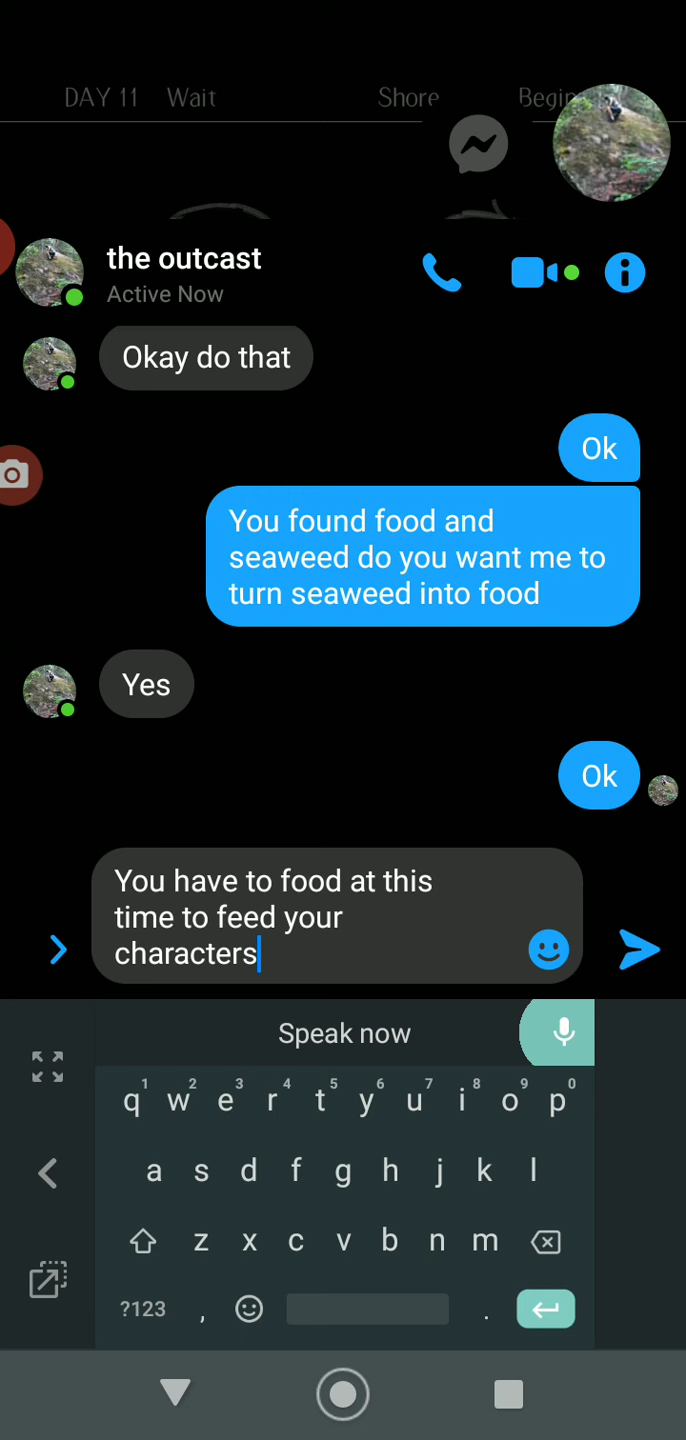 DAY 11 Wait Shore Begin
the outcast
Active Now
Okay do that
Ok
You found food and
seaweed do you want me to
turn seaweed into food
Yes
Ok
You have to food at this
time to feed your
characters
Speak now
1 2 3 4 5 6 7 8 9 0
q w e r t y u i o p
a s d f g h j k l
z x c v b n m
?123 , .